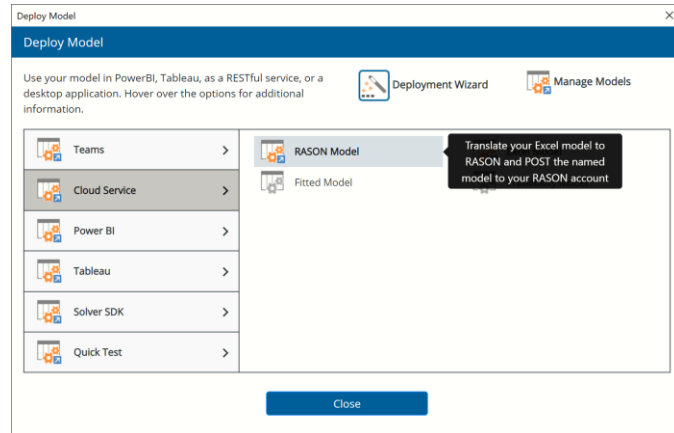 Deploy Model
Deploy Model
Use your model in PowerBI, Tableau, as a RESTful service, or a
desktop application. Hover over the options for additional
information.
Deployment Wizard
Manage Models
Teams
Cloud Service
Power BI
Tableau
Solver SDK
Quick Test
RASON Model
Fitted Model
Translate your Excel model to
RASON and POST the named
model to your RASON account
Close